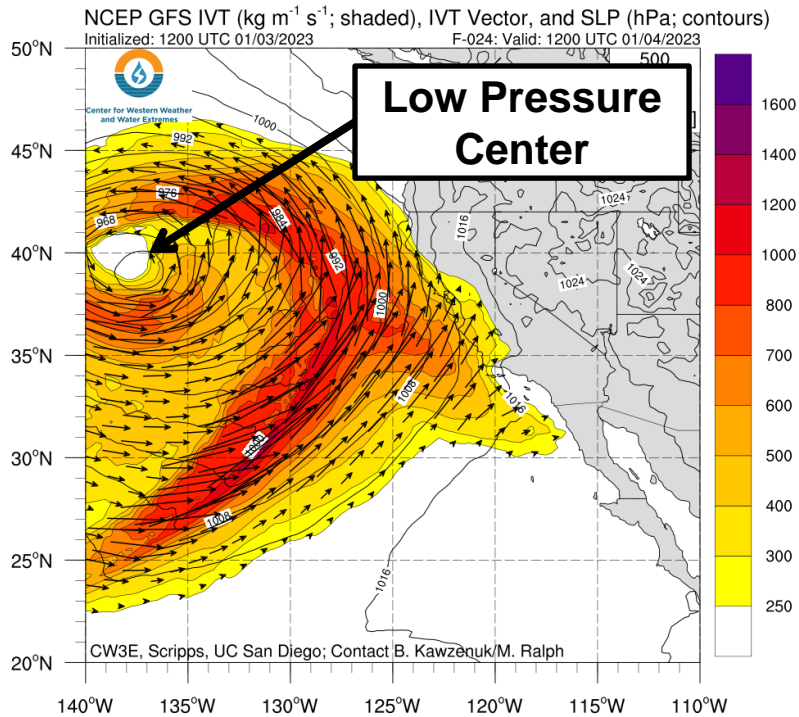 NCEP GFS IVT (kg m⁻¹ s⁻¹; shaded), IVT Vector, and SLP (hPa; contours)
Initialized: 1200 UTC 01/03/2023 F-024: Valid: 1200 UTC 01/04/2023
50°N
500
Center for Western Weather
and Water Extremes
Low Pressure
Center
1600
1000
992
45°N
1400
976
984
1024
1200
968
1016
40°N
992
1000
1024
1024
1000
800
35°N
700
1008
1016
600
30°N
1000
500
1008
400
25°N
1016
300
250
CW3E, Scripps, UC San Diego; Contact B. Kawzenuk/M. Ralph
20°N
140°W 135°W 130°W 125°W 120°W 115°W 110°W